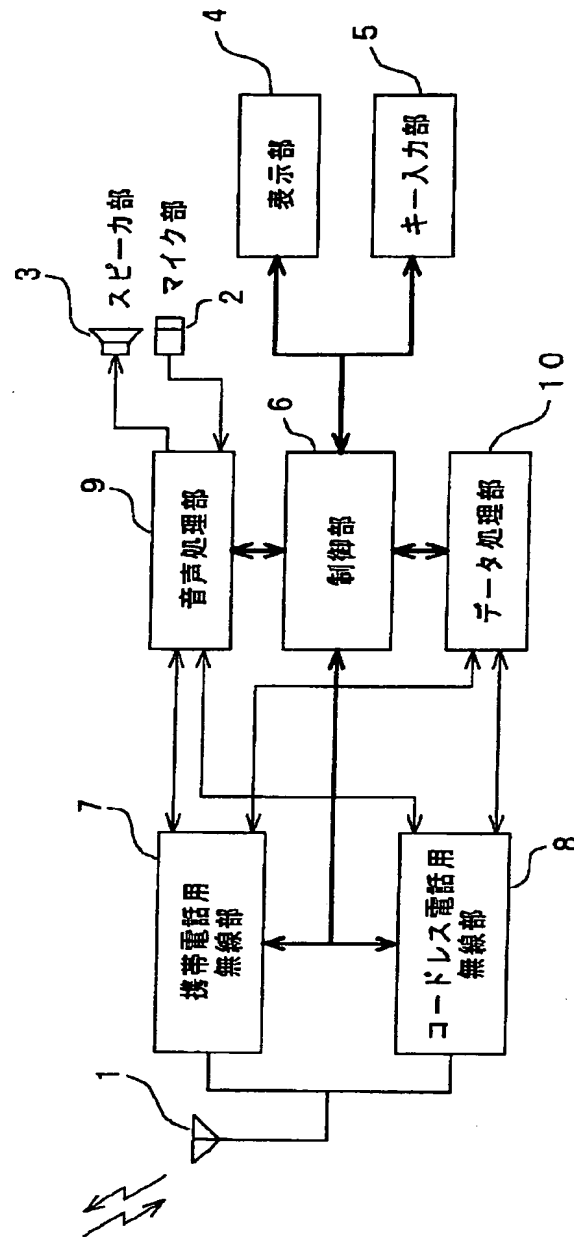 1
7
携帯電話用
無線部
コードレス電話用
無線部
8
9
音声処理部
3
スピーカ部
マイク部
2
6
制御部
データ処理部
10
4
表示部
5
キー入力部